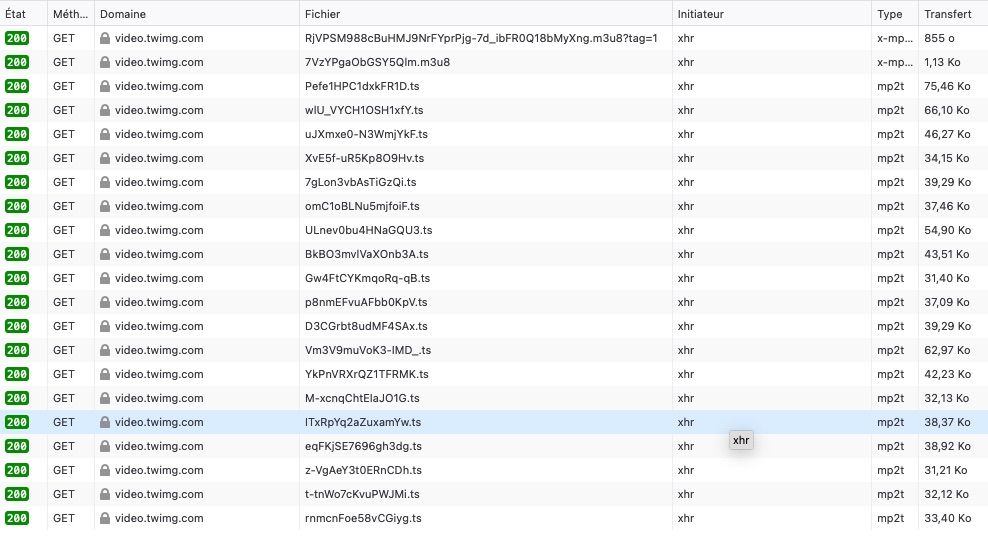 État Méth... Domaine Fichier Initiateur Type Transfert
200 GET video.twimg.com RjVPSM988cBuHMJ9NrFYprPjg-7d_ibFR0Q18bMyXng.m3u8?tag=1 xhr x-mp... 855 o
200 GET video.twimg.com 7VzYPgaObGSY5Qlm.m3u8 xhr x-mp... 1,13 Ko
200 GET video.twimg.com Pefe1HPC1dxkFR1D.ts xhr mp2t 75,46 Ko
200 GET video.twimg.com wlU_VYCH1OSH1xfY.ts xhr mp2t 66,10 Ko
200 GET video.twimg.com uJXmxe0-N3WmjYkF.ts xhr mp2t 46,27 Ko
200 GET video.twimg.com XvE5f-uR5Kp8O9Hv.ts xhr mp2t 34,15 Ko
200 GET video.twimg.com 7gLon3vbAsTiGzQi.ts xhr mp2t 39,29 Ko
200 GET video.twimg.com omC1oBLNu5mjfoiF.ts xhr mp2t 37,46 Ko
200 GET video.twimg.com ULnev0bu4HNaGQU3.ts xhr mp2t 54,90 Ko
200 GET video.twimg.com BkBO3mvIVaXOnb3A.ts xhr mp2t 43,51 Ko
200 GET video.twimg.com Gw4FtCYKmqoRq-qB.ts xhr mp2t 31,40 Ko
200 GET video.twimg.com p8nmEFvuAFbb0KpV.ts xhr mp2t 37,09 Ko
200 GET video.twimg.com D3CGrbt8udMF4SAx.ts xhr mp2t 39,29 Ko
200 GET video.twimg.com Vm3V9muVoK3-IMD_.ts xhr mp2t 62,97 Ko
200 GET video.twimg.com YkPnVRXrQZ1TFRMK.ts xhr mp2t 42,23 Ko
200 GET video.twimg.com M-xcnqChtElaJO1G.ts xhr mp2t 32,13 Ko
200 GET video.twimg.com ITxRpYq2aZuxamYw.ts xhr mp2t 38,37 Ko
xhr
200 GET video.twimg.com eqFKjSE7696gh3dg.ts xhr mp2t 38,92 Ko
200 GET video.twimg.com z-VgAeY3t0ERnCDh.ts xhr mp2t 31,21 Ko
200 GET video.twimg.com t-tnWo7cKvuPWJMi.ts xhr mp2t 32,12 Ko
200 GET video.twimg.com rnmcnFoe58vCGiyg.ts xhr mp2t 33,40 Ko